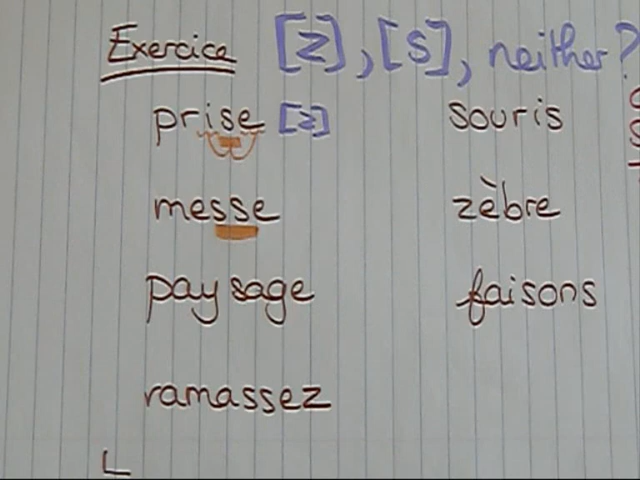 Exercice [z], [s], neither?
prise [z] souris
messe zèbre
paysage faisons
ramassez